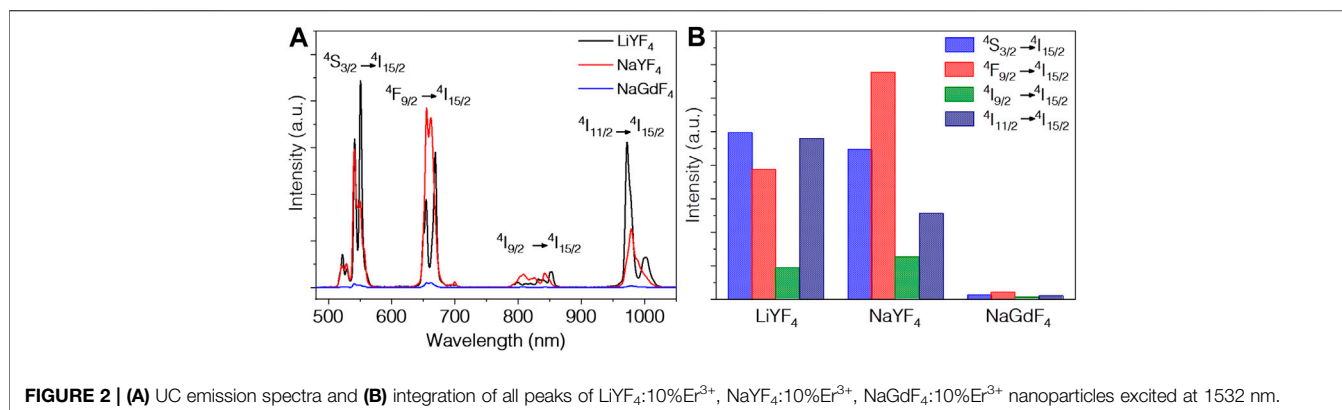 A
⁴S₃/₂→⁴I₁₅/₂
⁴F₉/₂→⁴I₁₅/₂
⁴I₁₁/₂→⁴I₁₅/₂
⁴I₉/₂→⁴I₁₅/₂
LiYF₄
NaYF₄
NaGdF₄
Intensity (a.u.)
500 600 700 800 900 1000
Wavelength (nm)
B
⁴S₃/₂→⁴I₁₅/₂
⁴F₉/₂→⁴I₁₅/₂
⁴I₉/₂→⁴I₁₅/₂
⁴I₁₁/₂→⁴I₁₅/₂
Intensity (a.u.)
LiYF₄ NaYF₄ NaGdF₄
FIGURE 2 | (A) UC emission spectra and (B) integration of all peaks of LiYF₄:10%Er³⁺, NaYF₄:10%Er³⁺, NaGdF₄:10%Er³⁺ nanoparticles excited at 1532 nm.